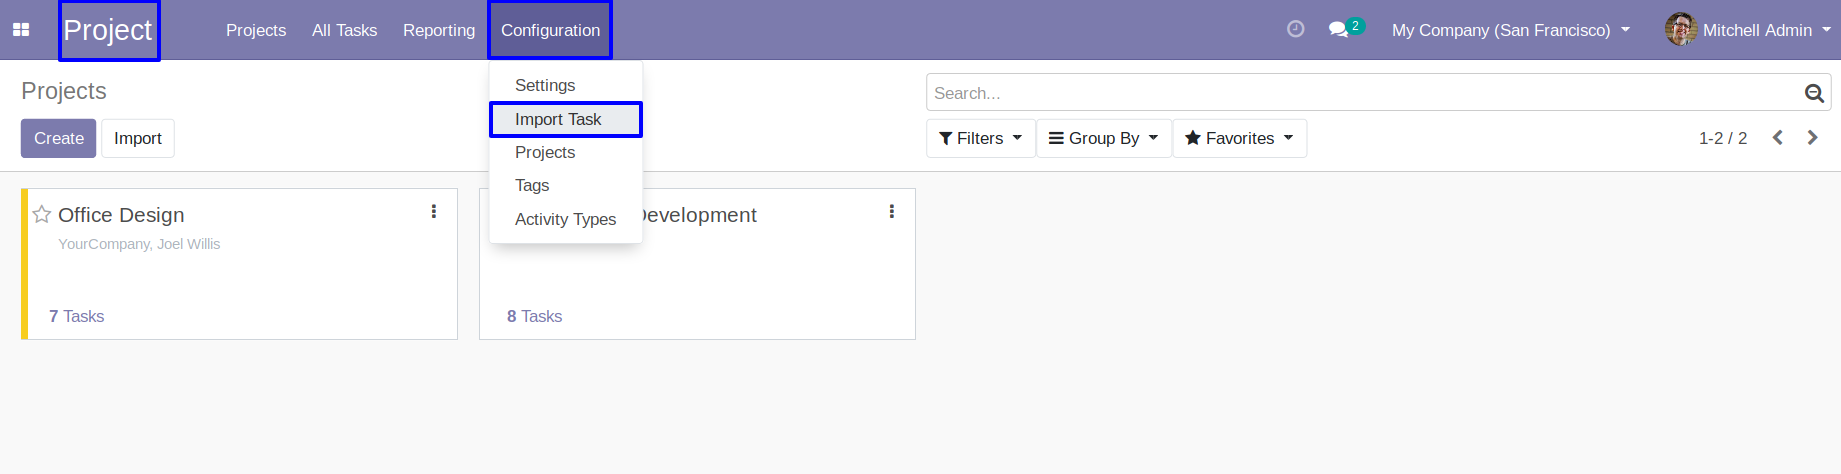 Project Projects All Tasks Reporting Configuration 2 My Company (San Francisco) Mitchell Admin
Projects
Search...
Create Import
Filters Group By Favorites 1-2 / 2
Settings
Import Task
Projects
Tags
Activity Types
Office Design
YourCompany, Joel Willis
7 Tasks
Development
8 Tasks